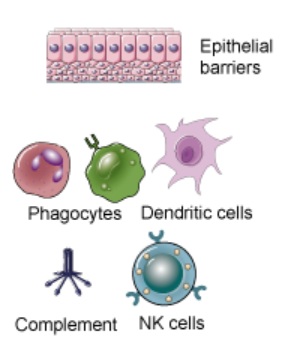 Epithelial
barriers
Phagocytes
Dendritic cells
Complement
NK cells